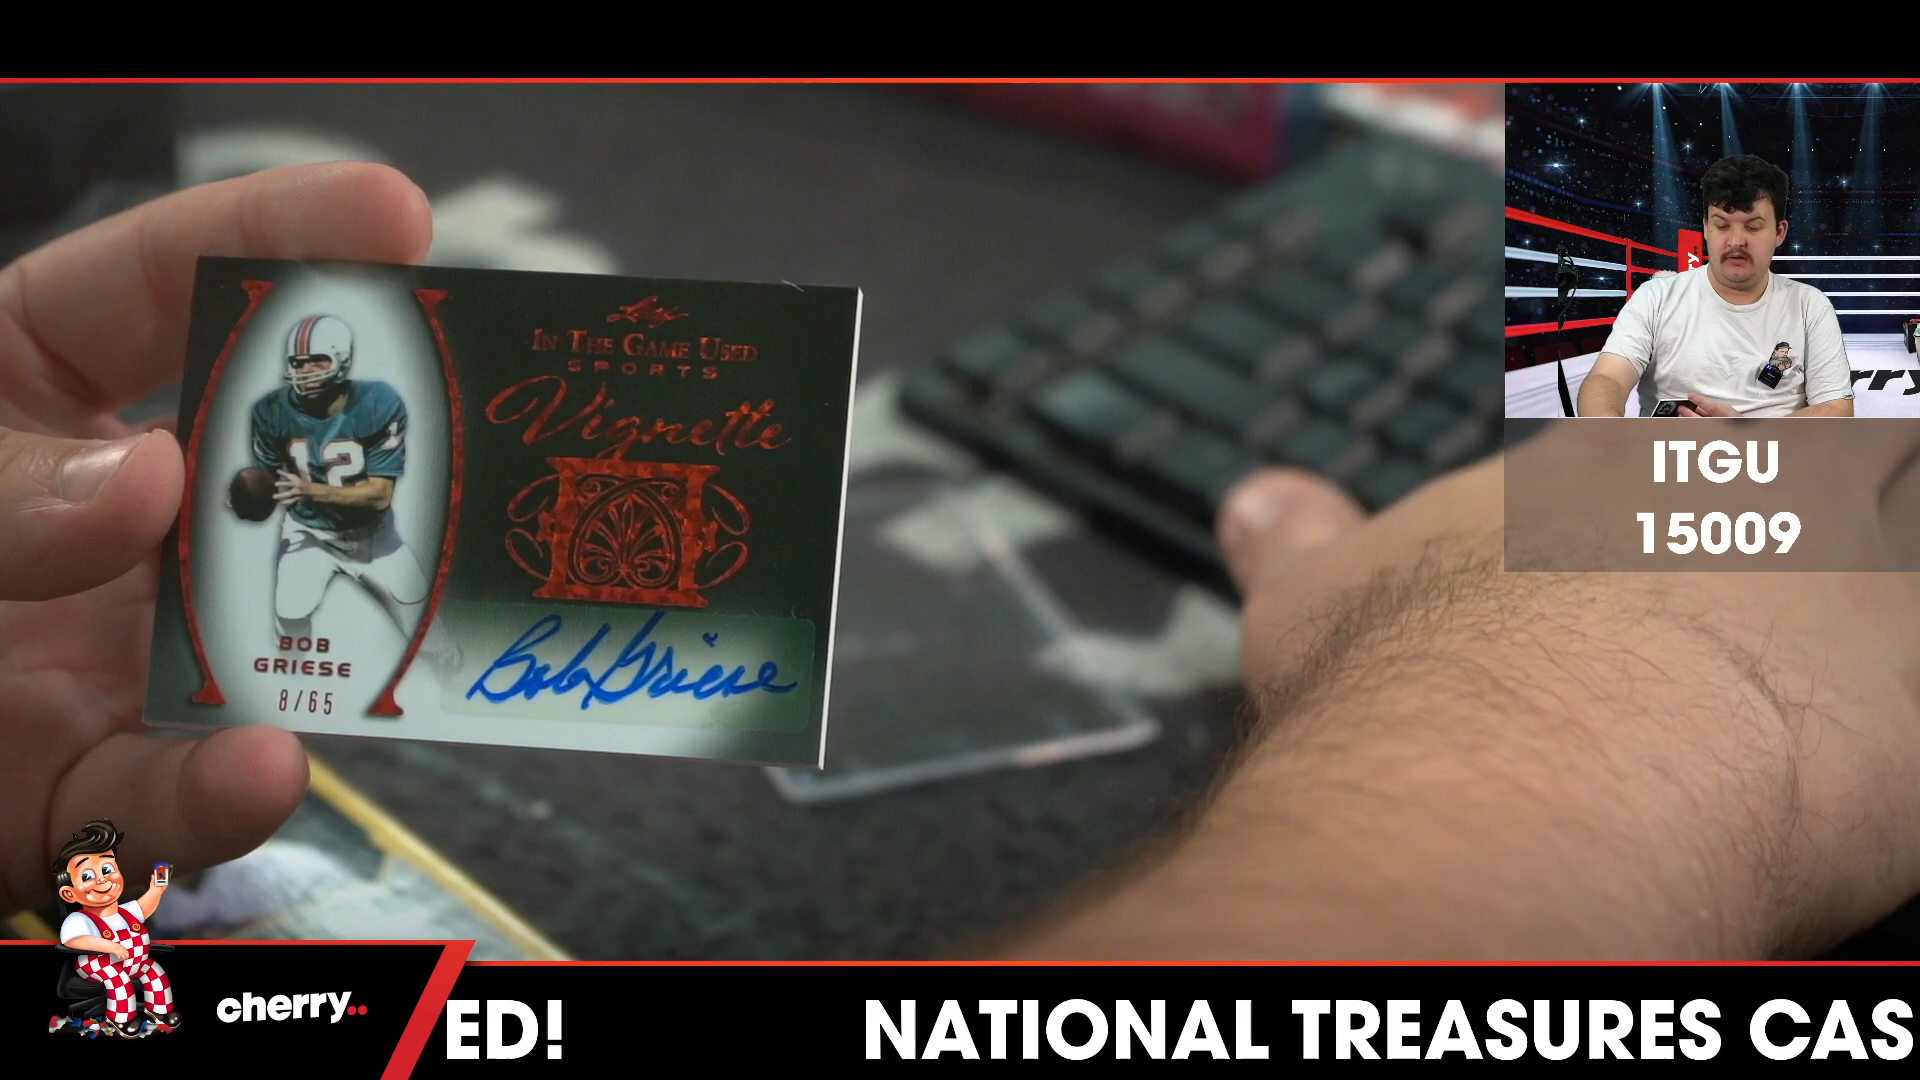 Leaf
IN THE GAME USED
SPORTS
Vignette
12
BOB
GRIESE
8/65
Bob Griese
ITGU
15009
cherry..
ED!
NATIONAL TREASURES CAS